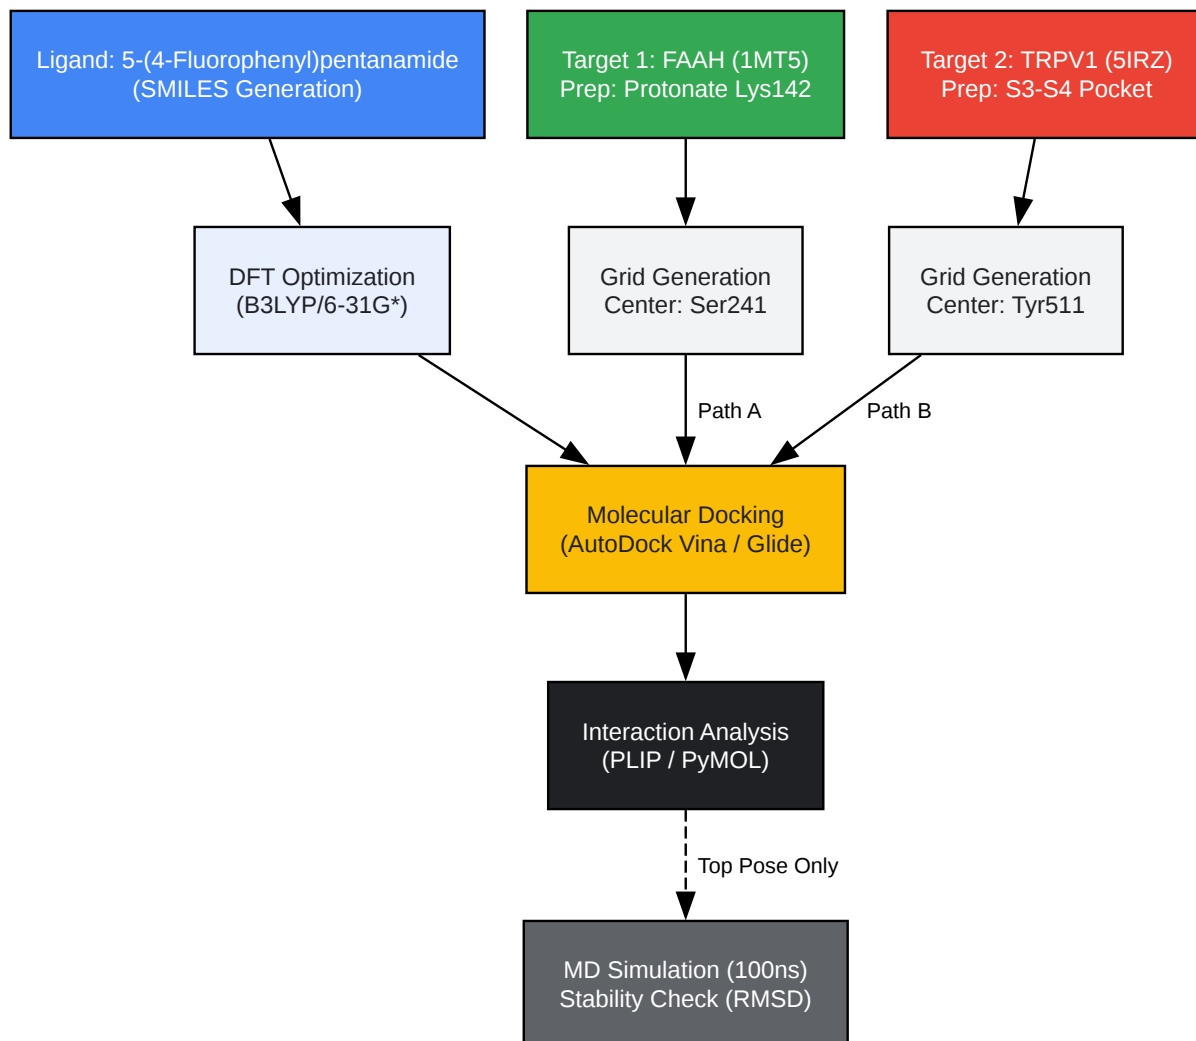 Ligand: 5-(4-Fluorophenyl)pentanamide
(SMILES Generation)
Target 1: FAAH (1MT5)
Prep: Protonate Lys142
Target 2: TRPV1 (5IRZ)
Prep: S3-S4 Pocket
DFT Optimization
(B3LYP/6-31G*)
Grid Generation
Center: Ser241
Grid Generation
Center: Tyr511
Path A
Path B
Molecular Docking
(AutoDock Vina / Glide)
Interaction Analysis
(PLIP / PyMOL)
Top Pose Only
MD Simulation (100ns)
Stability Check (RMSD)